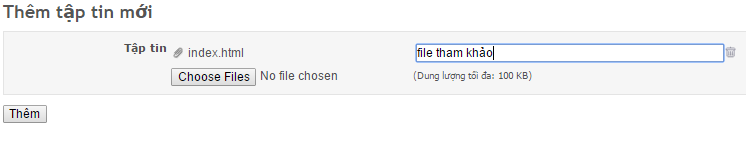 Thêm tập tin mới
Tập tin index.html file tham khảo
Choose Files No file chosen (Dung lượng tối đa: 100 KB)
Thêm